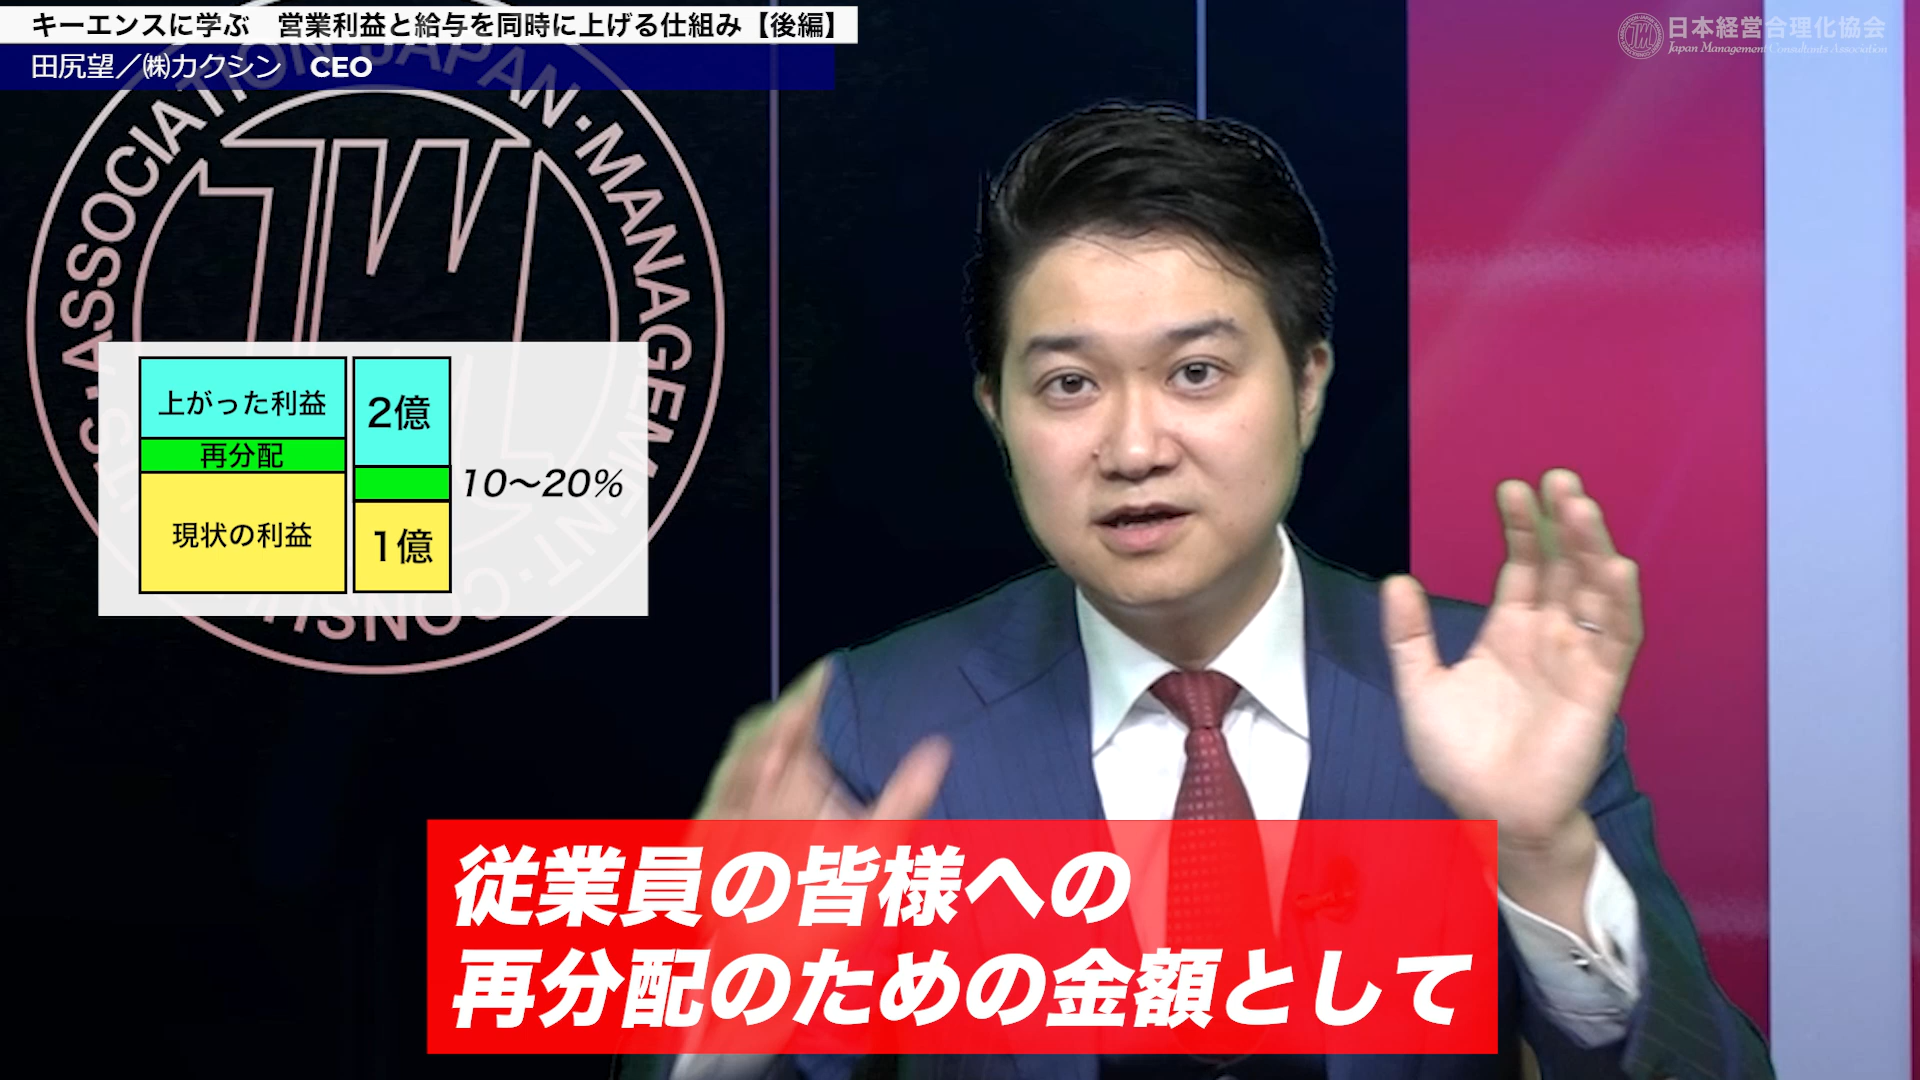 キーエンスに学ぶ　営業利益と給与を同時に上げる仕組み【後編】
田尻望／㈱カクシン　CEO
日本経営合理化協会
Japan Management Consultants Association
ASSOCIATION・JAPAN・MANAGEMENT・CONSULTANTS
上がった利益
2億
再分配
10〜20%
現状の利益
1億
従業員の皆様への
再分配のための金額として